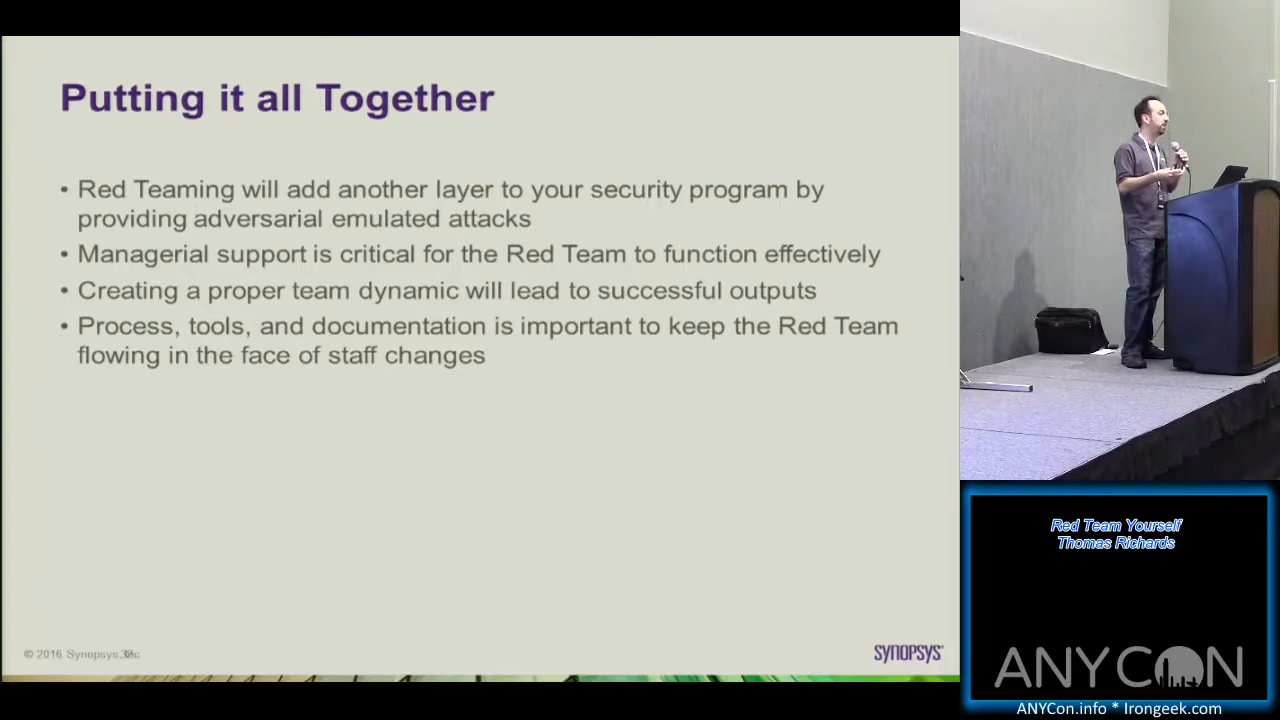 Putting it all Together
• Red Teaming will add another layer to your security program by
providing adversarial emulated attacks
• Managerial support is critical for the Red Team to function effectively
• Creating a proper team dynamic will lead to successful outputs
• Process, tools, and documentation is important to keep the Red Team
flowing in the face of staff changes
© 2016 Synopsys, Inc.
SYNOPSYS
Red Team Yourself
Thomas Richards
ANYCON
ANYCon.info * Irongeek.com